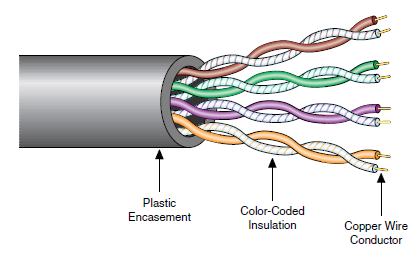 Plastic
Encasement
Color-Coded
Insulation
Copper Wire
Conductor